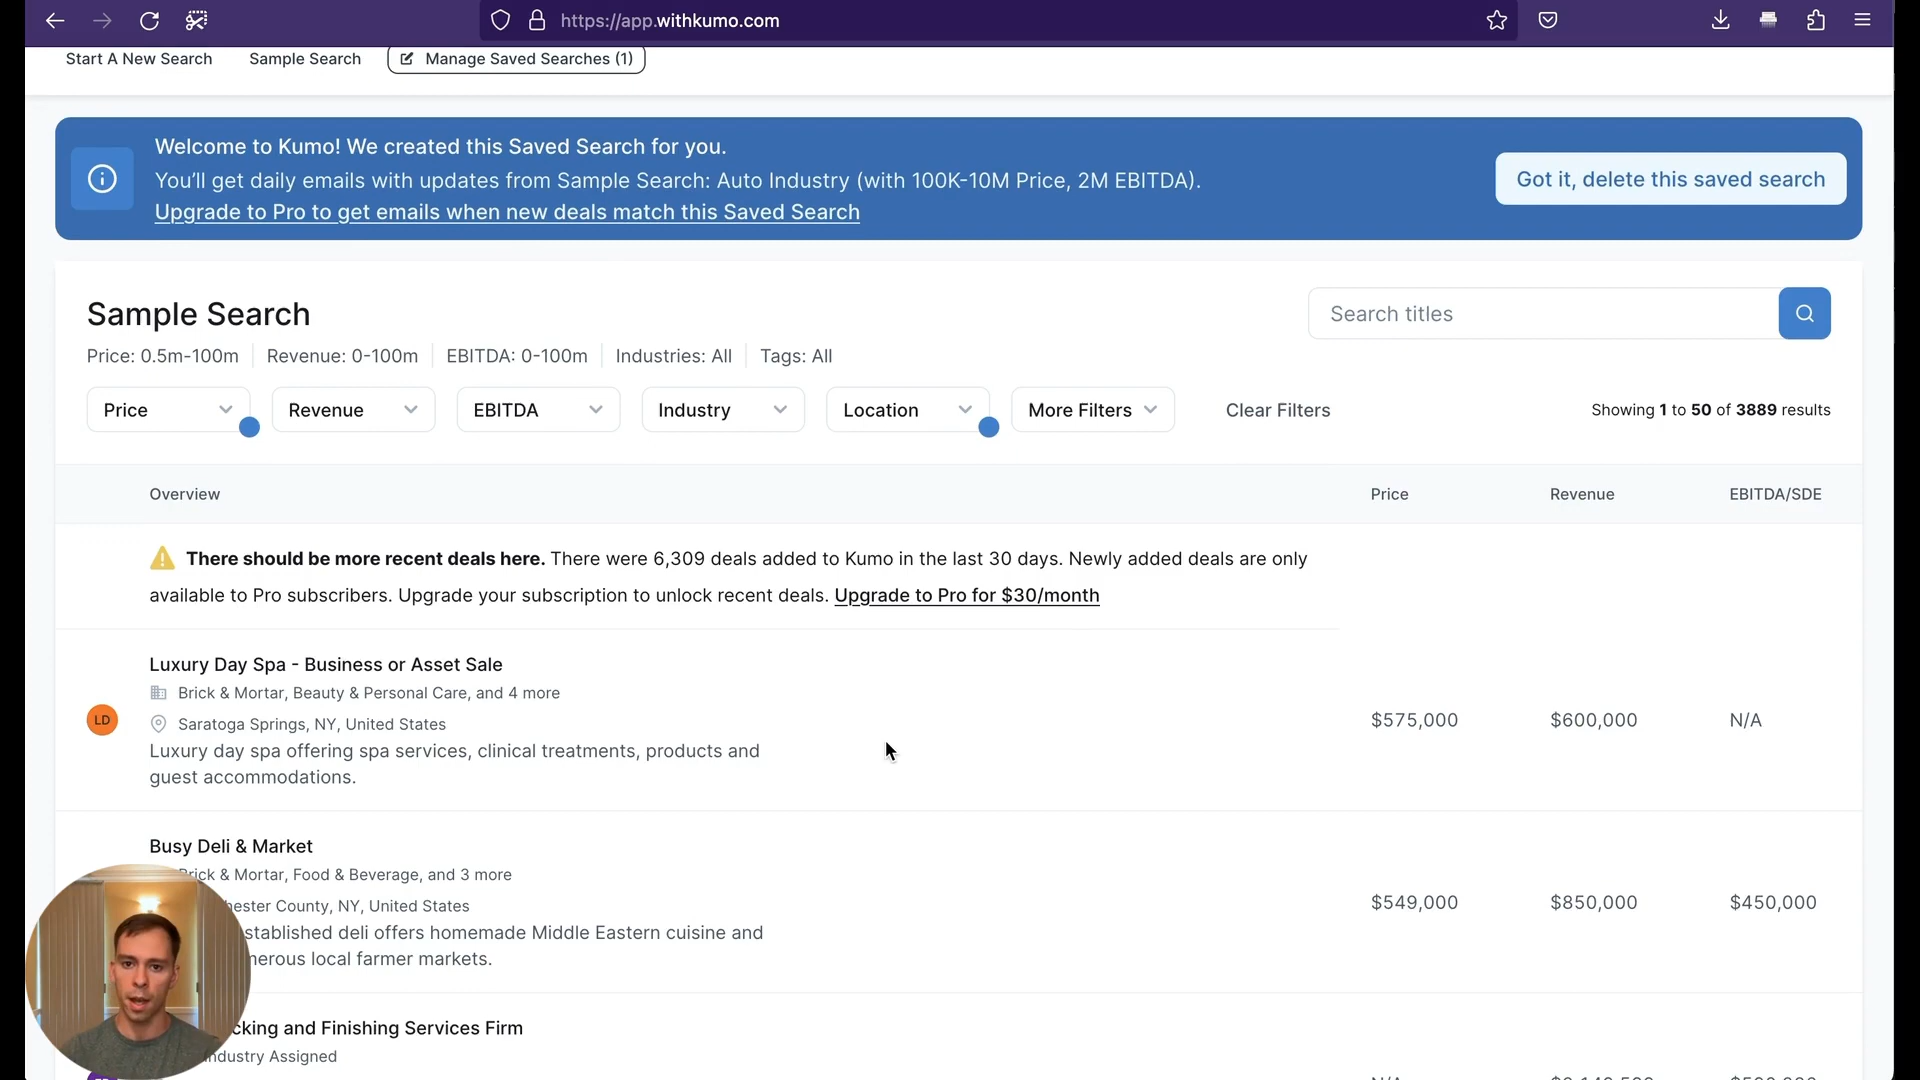 https://app.withkumo.com
Start A New Search
Sample Search
Manage Saved Searches (1)
Welcome to Kumo! We created this Saved Search for you.
You'll get daily emails with updates from Sample Search: Auto Industry (with 100K-10M Price, 2M EBITDA).
Upgrade to Pro to get emails when new deals match this Saved Search
Got it, delete this saved search
Sample Search
Search titles
Price: 0.5m-100m
Revenue: 0-100m
EBITDA: 0-100m
Industries: All
Tags: All
Price
Revenue
EBITDA
Industry
Location
More Filters
Clear Filters
Showing 1 to 50 of 3889 results
Overview
Price
Revenue
EBITDA/SDE
There should be more recent deals here. There were 6,309 deals added to Kumo in the last 30 days. Newly added deals are only
available to Pro subscribers. Upgrade your subscription to unlock recent deals. Upgrade to Pro for $30/month
LD
Luxury Day Spa - Business or Asset Sale
Brick & Mortar, Beauty & Personal Care, and 4 more
Saratoga Springs, NY, United States
Luxury day spa offering spa services, clinical treatments, products and
guest accommodations.
$575,000
$600,000
N/A
Busy Deli & Market
Brick & Mortar, Food & Beverage, and 3 more
County, NY, United States
deli offers homemade Middle Eastern cuisine and
local farmer markets.
$549,000
$850,000
$450,000
and Finishing Services Firm
Industry Assigned